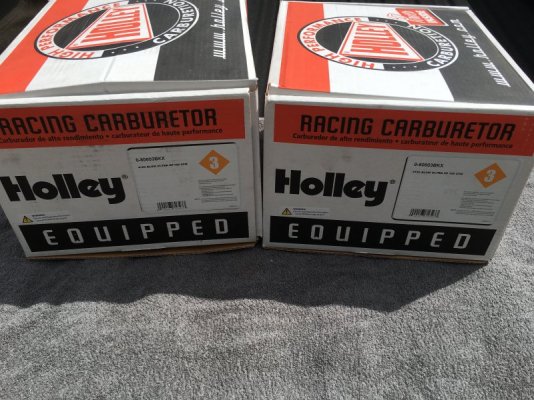 HIGH PERFORMANCE
HOLLEY
CARBURETOR
www.holley.com
RACING CARBURETOR
Carburador de alto rendimiento • carburateur de haute performance
Holley
0-80603BKX
3
EQUIPPED
HIGH PERFORMANCE
HOLLEY
CARBURETOR
www.holley.com
RACING CARBURETOR
Carburador de alto rendimiento • carburateur de haute performance
Holley
0-80603BKX
3
EQUIPPED